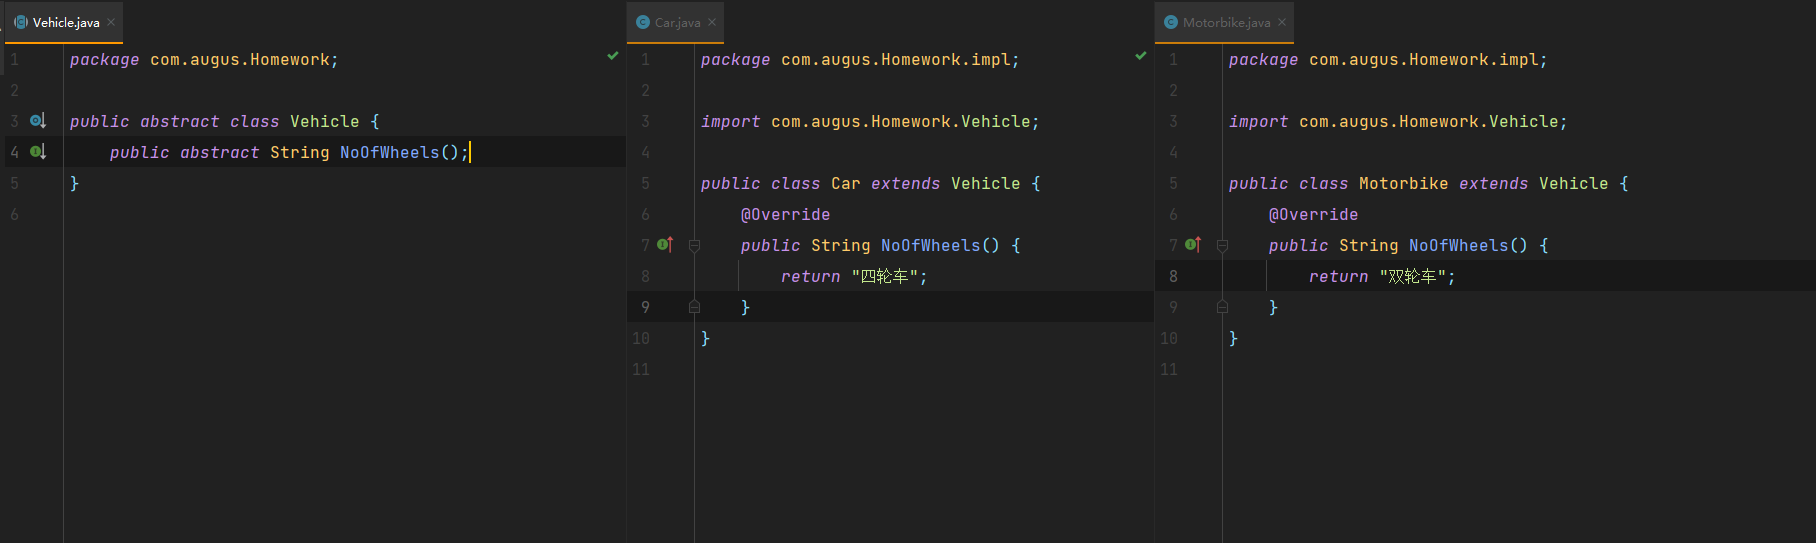 Vehicle.java
1 package com.augus.Homework;
2
3 public abstract class Vehicle {
4 public abstract String NoOfWheels();
5 }
6
Car.java
1 package com.augus.Homework.impl;
2
3 import com.augus.Homework.Vehicle;
4
5 public class Car extends Vehicle {
6 @Override
7 public String NoOfWheels() {
8 return "四轮车";
9 }
10 }
11
Motorbike.java
1 package com.augus.Homework.impl;
2
3 import com.augus.Homework.Vehicle;
4
5 public class Motorbike extends Vehicle {
6 @Override
7 public String NoOfWheels() {
8 return "双轮车";
9 }
10 }
11